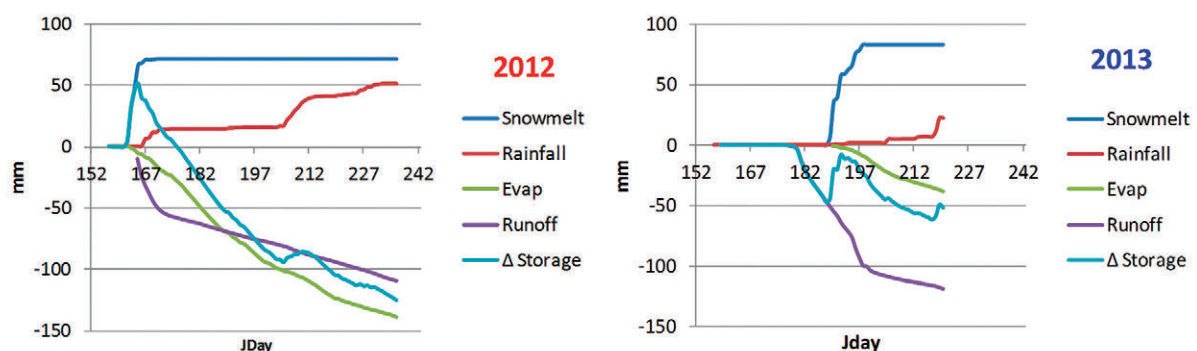 100
50
0
-50
-100
-150
mm
152
167
182
197
212
227
242
JDay
2012
Snowmelt
Rainfall
Evap
Runoff
Δ Storage
100
50
0
-50
-100
-150
mm
152
167
182
197
212
227
242
Jday
2013
Snowmelt
Rainfall
Evap
Runoff
Δ Storage